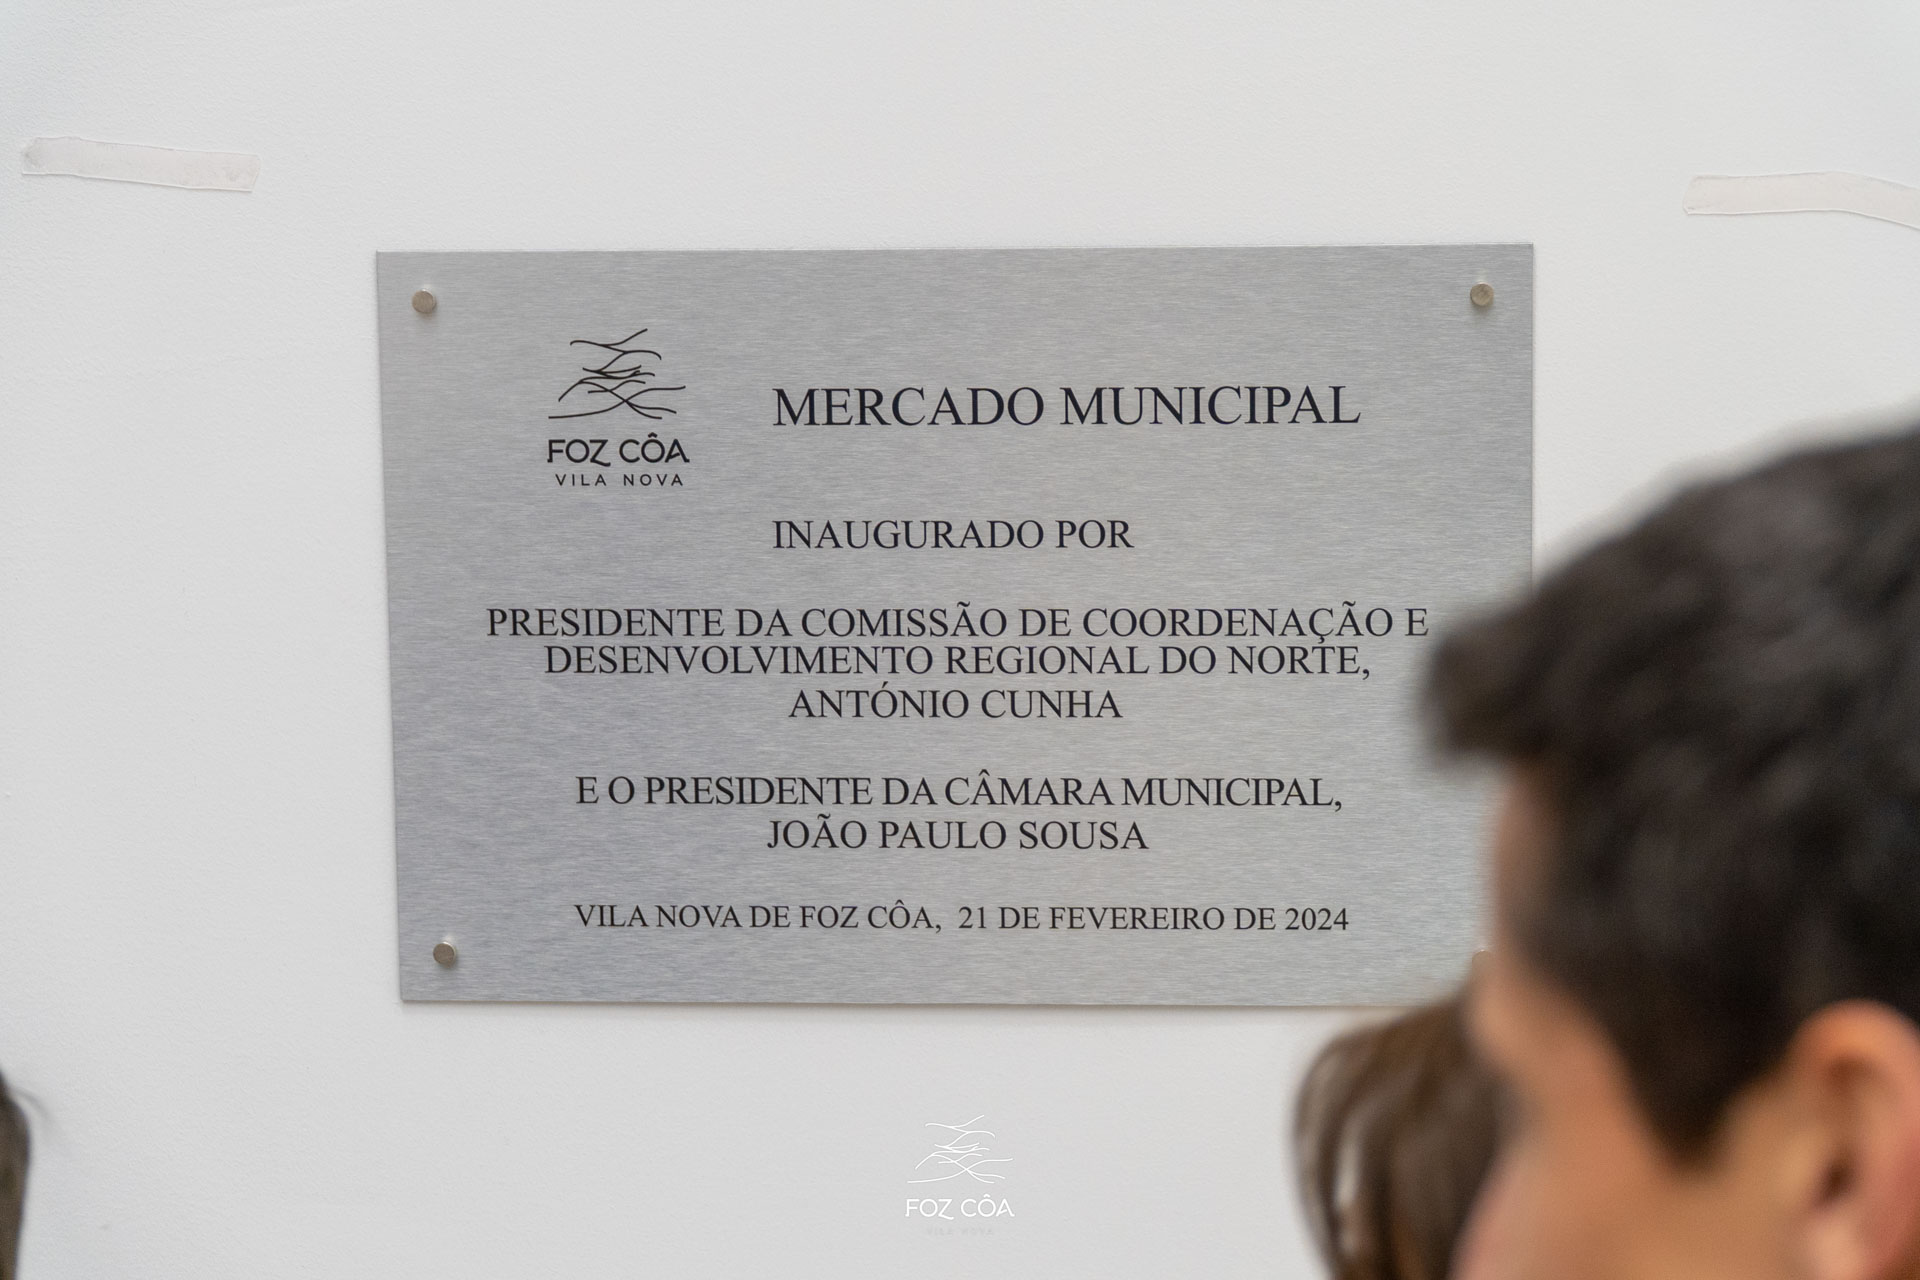 FOZ CÔA
VILA NOVA
MERCADO MUNICIPAL
INAUGURADO POR
PRESIDENTE DA COMISSÃO DE COORDENAÇÃO E
DESENVOLVIMENTO REGIONAL DO NORTE,
ANTÓNIO CUNHA
E O PRESIDENTE DA CÂMARA MUNICIPAL,
JOÃO PAULO SOUSA
VILA NOVA DE FOZ CÔA, 21 DE FEVEREIRO DE 2024
FOZ CÔA
VILA NOVA